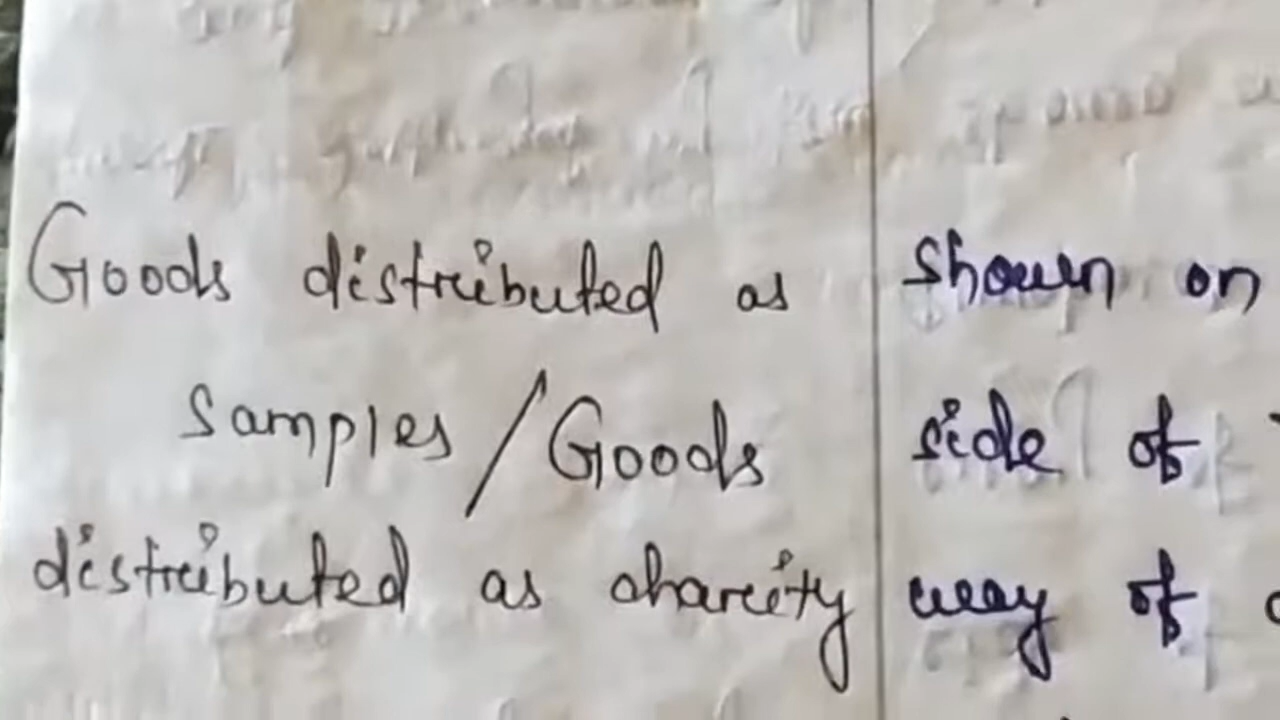 Goods distributed as shown on
Samples / Goods side of
distributed as charity way of